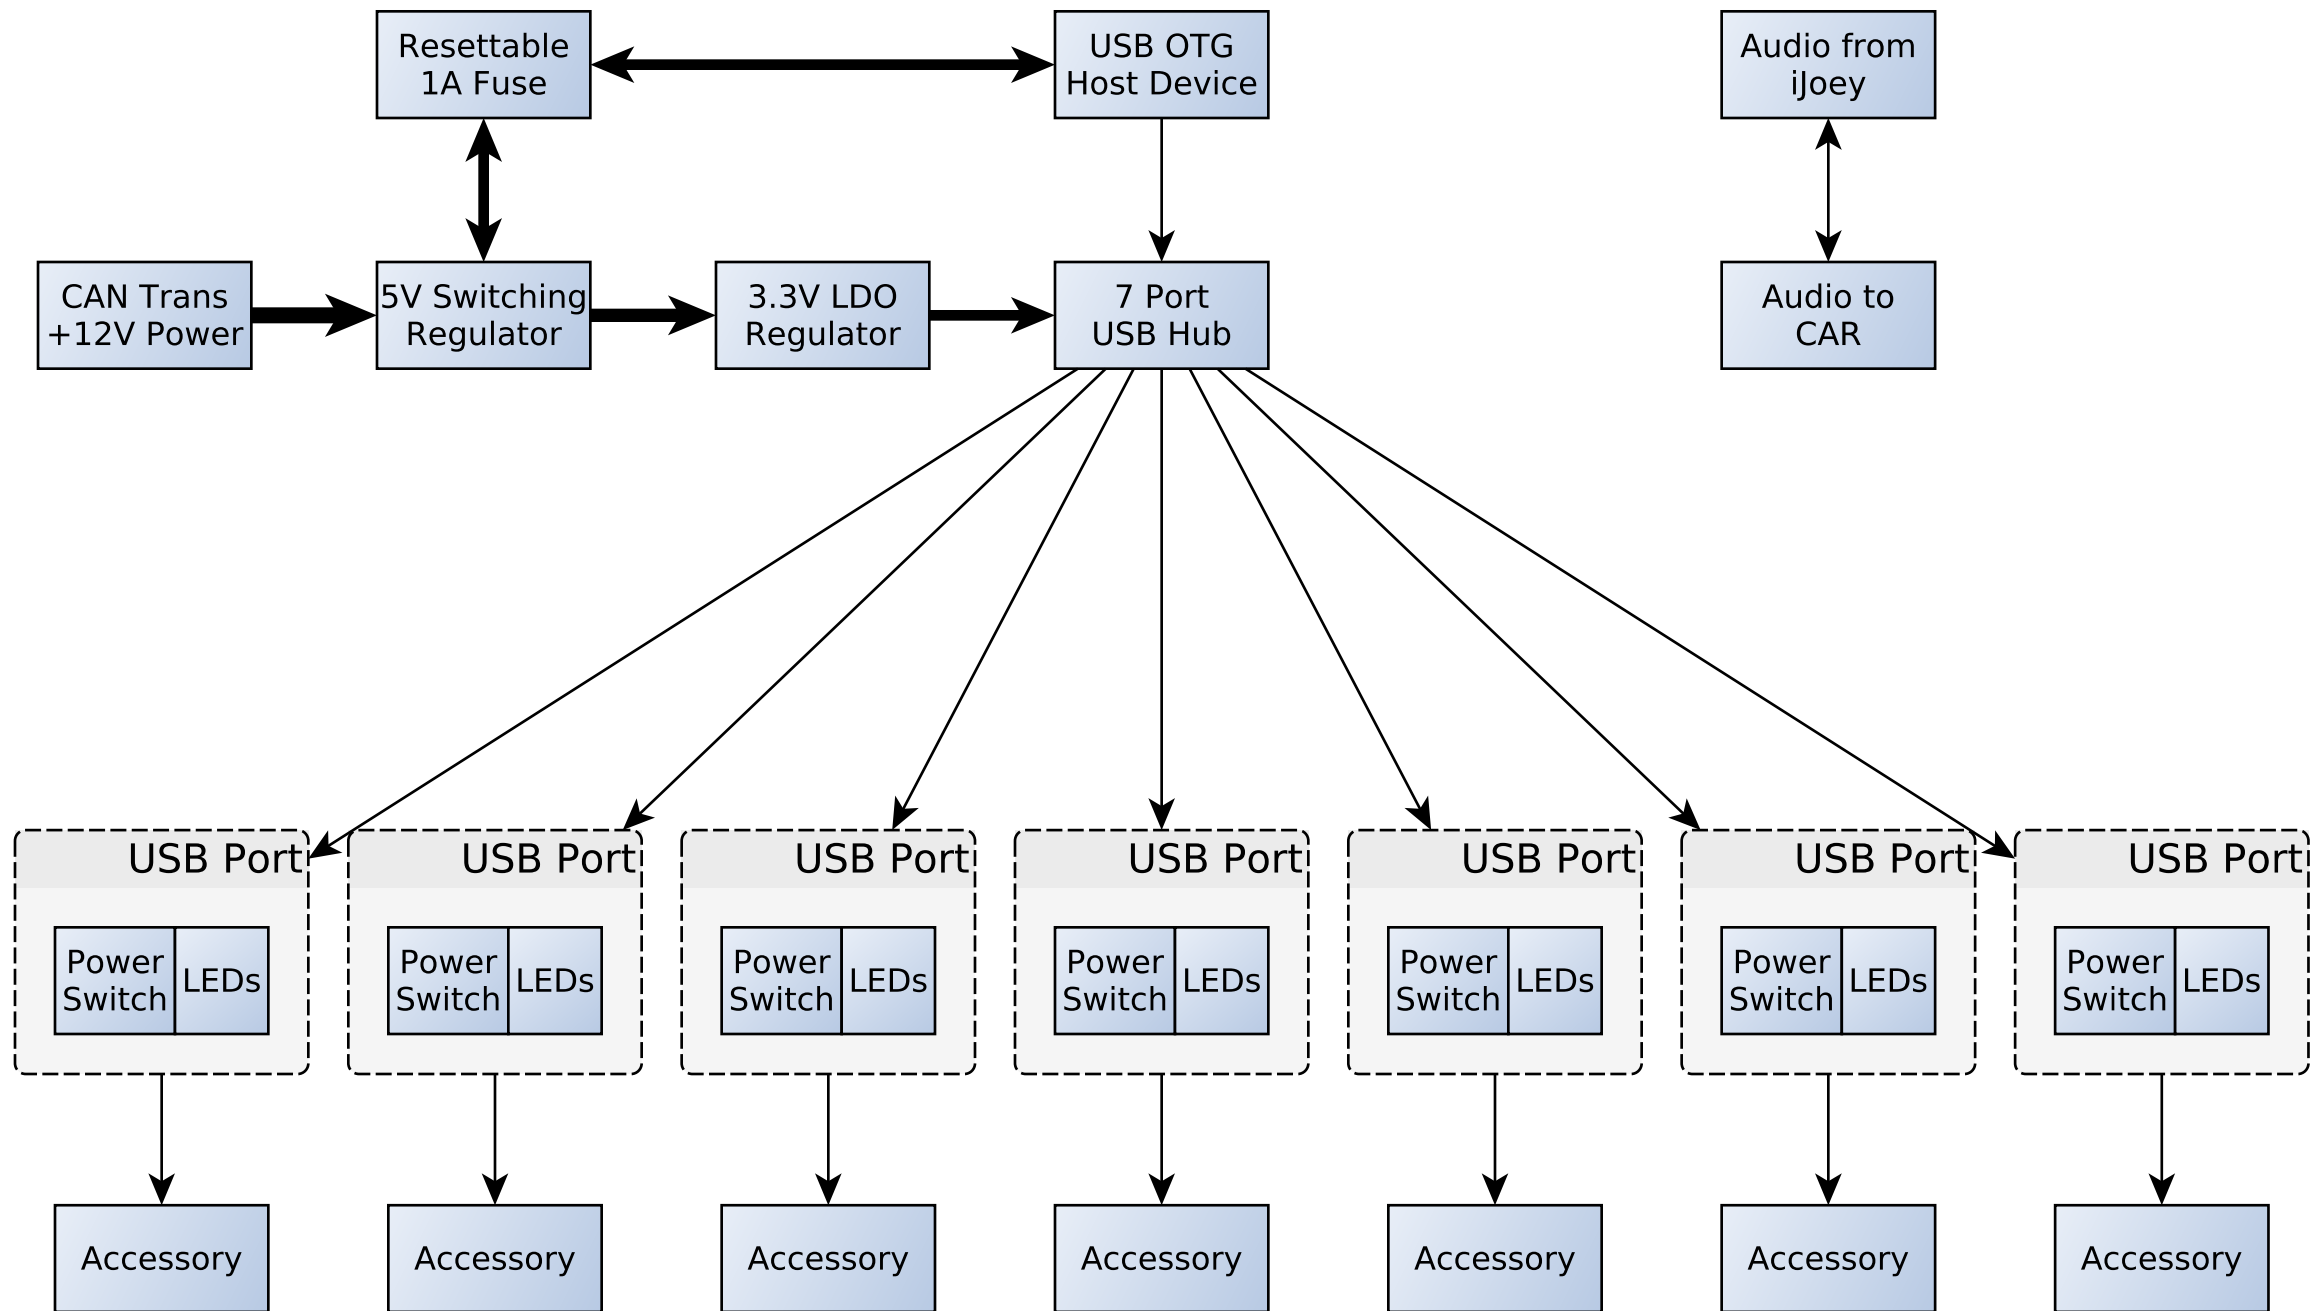 Resettable
1A Fuse
USB OTG
Host Device
Audio from
iJoey
CAN Trans
+12V Power
5V Switching
Regulator
3.3V LDO
Regulator
7 Port
USB Hub
Audio to
CAR
USB Port
USB Port
USB Port
USB Port
USB Port
USB Port
USB Port
Power
Switch
LEDs
Power
Switch
LEDs
Power
Switch
LEDs
Power
Switch
LEDs
Power
Switch
LEDs
Power
Switch
LEDs
Power
Switch
LEDs
Accessory
Accessory
Accessory
Accessory
Accessory
Accessory
Accessory